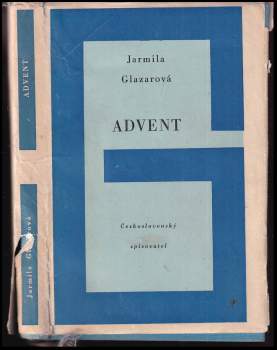 ADVENT
Jarmila Glazarová
Jarmila
Glazarová
ADVENT
Československý
spisovatel